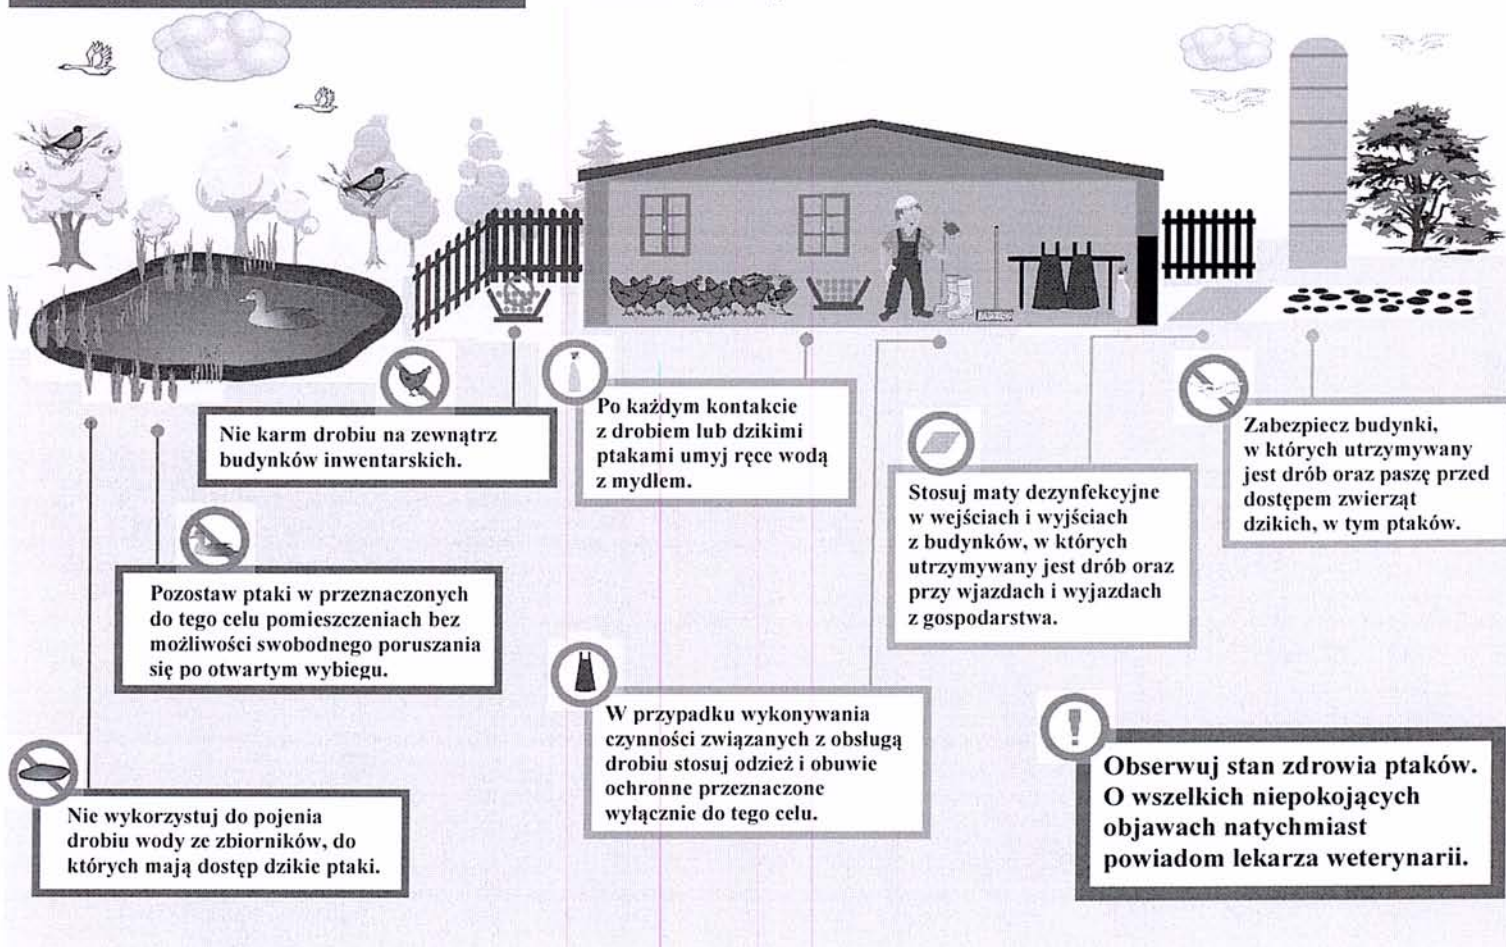 Nie karm drobiu na zewnątrz
budynków inwentarskich.
Po każdym kontakcie
z drobiem lub dzikimi
ptakami umyj ręce wodą
z mydłem.
Stosuj maty dezynfekcyjne
w wejściach i wyjściach
z budynków, w których
utrzymywany jest drób oraz
przy wjazdach i wyjazdach
z gospodarstwa.
Zabezpiecz budynki,
w których utrzymywany
jest drób oraz paszę przed
dostępem zwierząt
dzikich, w tym ptaków.
Pozostaw ptaki w przeznaczonych
do tego celu pomieszczeniach bez
możliwości swobodnego poruszania
się po otwartym wybiegu.
W przypadku wykonywania
czynności związanych z obsługą
drobiu stosuj odzież i obuwie
ochronne przeznaczone
wyłącznie do tego celu.
Nie wykorzystuj do pojenia
drobiu wody ze zbiorników, do
których mają dostęp dzikie ptaki.
Obserwuj stan zdrowia ptaków.
O wszelkich niepokojących
objawach natychmiast
powiadom lekarza weterynarii.